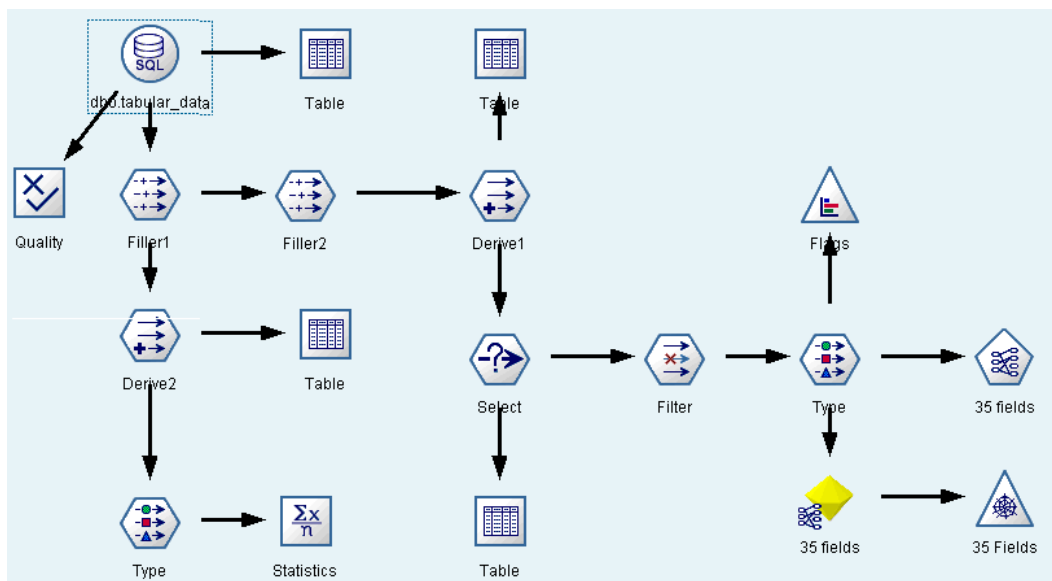 SQL
dbo.tabular_data
Table
Table
Quality
Filler1
Filler2
Derive1
Flags
Derive2
Table
Select
Filter
Type
35 fields
Σx
n
Type
Statistics
Table
35 fields
35 Fields